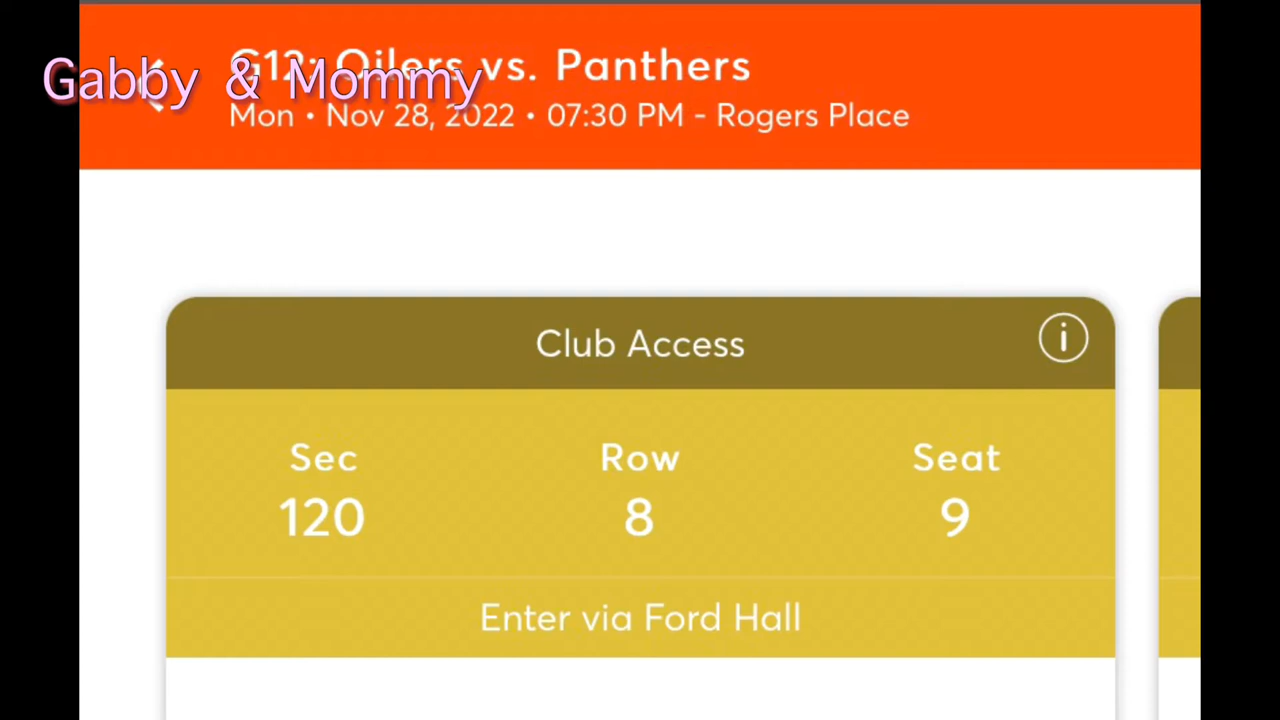 Gabby & Mommy
G12: Oilers vs. Panthers
Mon • Nov 28, 2022 • 07:30 PM - Rogers Place
Club Access
i
Sec Row Seat
120 8 9
Enter via Ford Hall